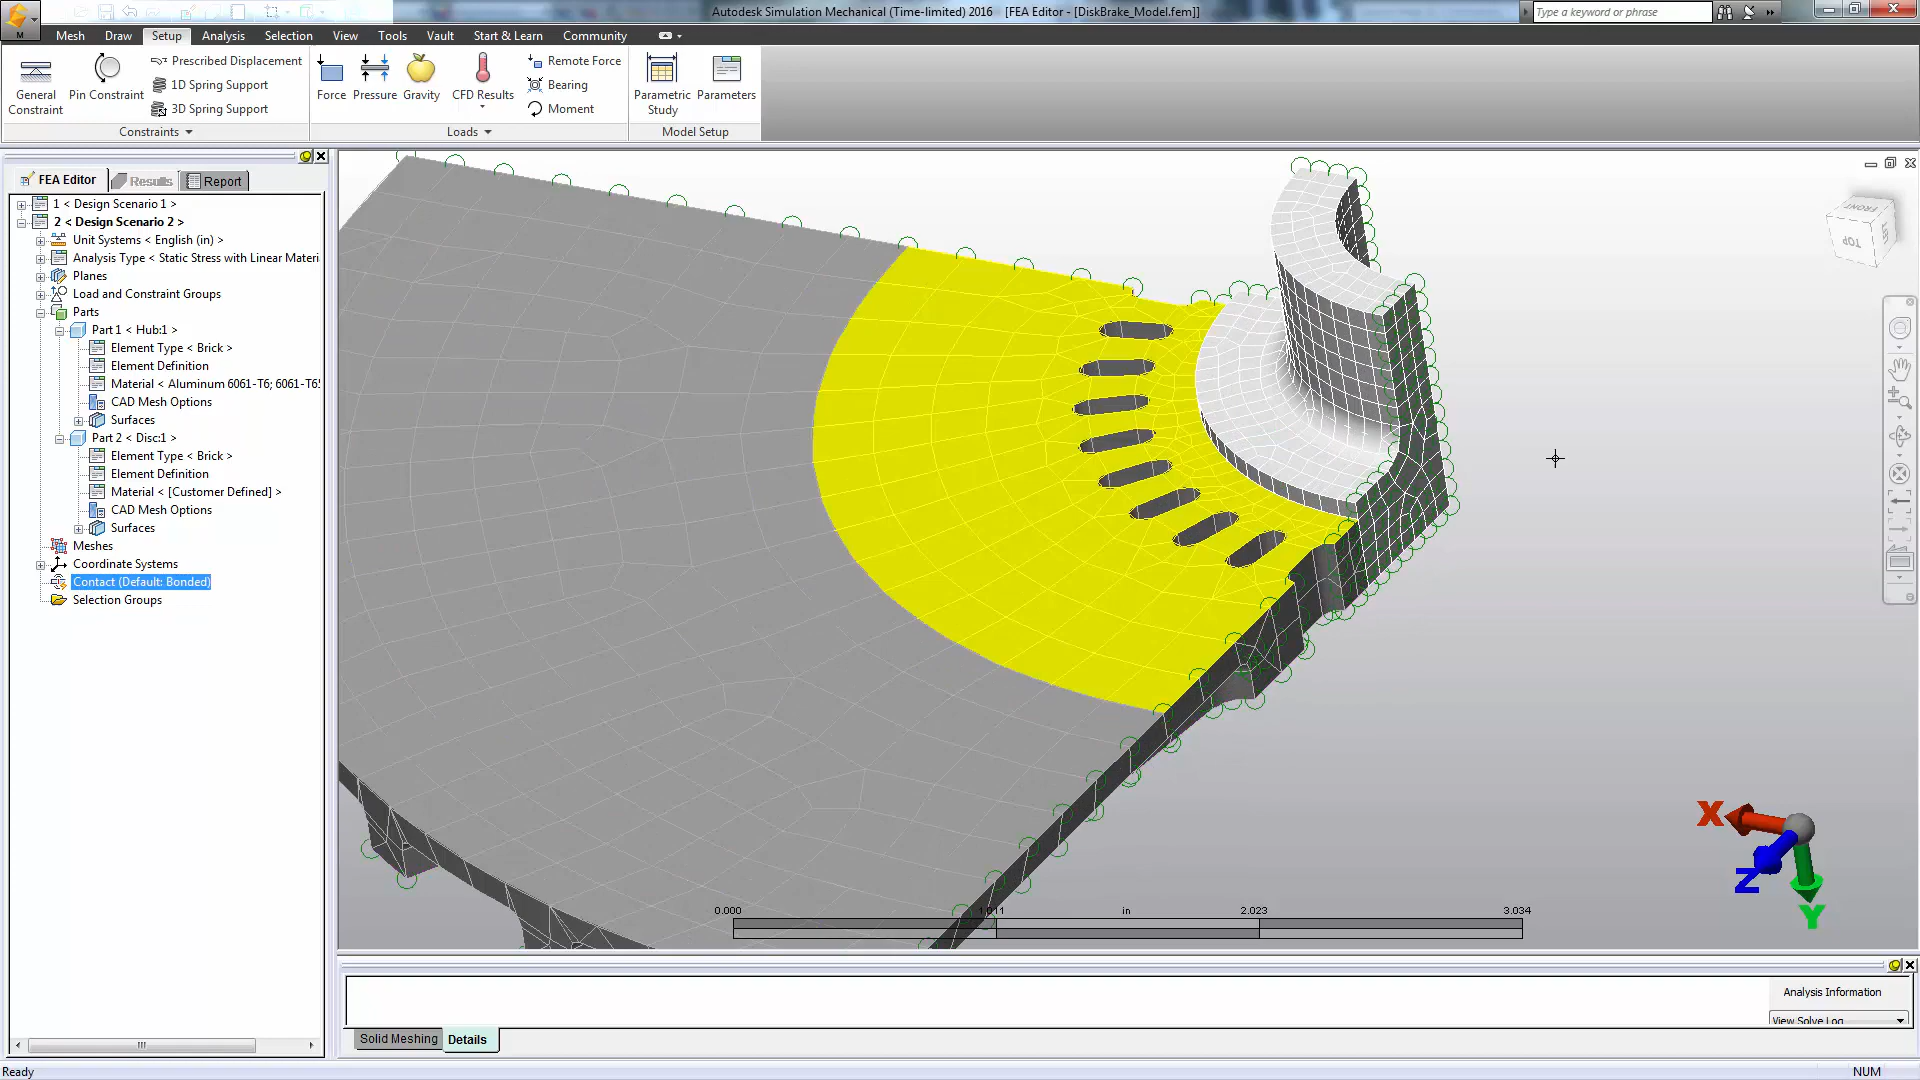 Autodesk Simulation Mechanical (Time-limited) 2016 - [FEA Editor - [DiskBrake_Model.fem]]
Type a keyword or phrase
M
Mesh Draw Setup Analysis Selection View Tools Vault Start & Learn Community
General Constraint
Pin Constraint
Prescribed Displacement
1D Spring Support
3D Spring Support
Constraints
Force
Pressure
Gravity
CFD Results
Remote Force
Bearing
Moment
Loads
Parametric Study
Parameters
Model Setup
FEA Editor Results Report
1 < Design Scenario 1 >
2 < Design Scenario 2 >
Unit Systems < English (in) >
Analysis Type < Static Stress with Linear Materi
Planes
Load and Constraint Groups
Parts
Part 1 < Hub:1 >
Element Type < Brick >
Element Definition
Material < Aluminum 6061-T6; 6061-T65
CAD Mesh Options
Surfaces
Part 2 < Disc:1 >
Element Type < Brick >
Element Definition
Material < [Customer Defined] >
CAD Mesh Options
Surfaces
Meshes
Coordinate Systems
Contact (Default: Bonded)
Selection Groups
FRONT
TOP
X
Z
Y
0.000 1.011 in 2.023 3.034
Analysis Information
View Solve Log
Solid Meshing Details
Ready NUM